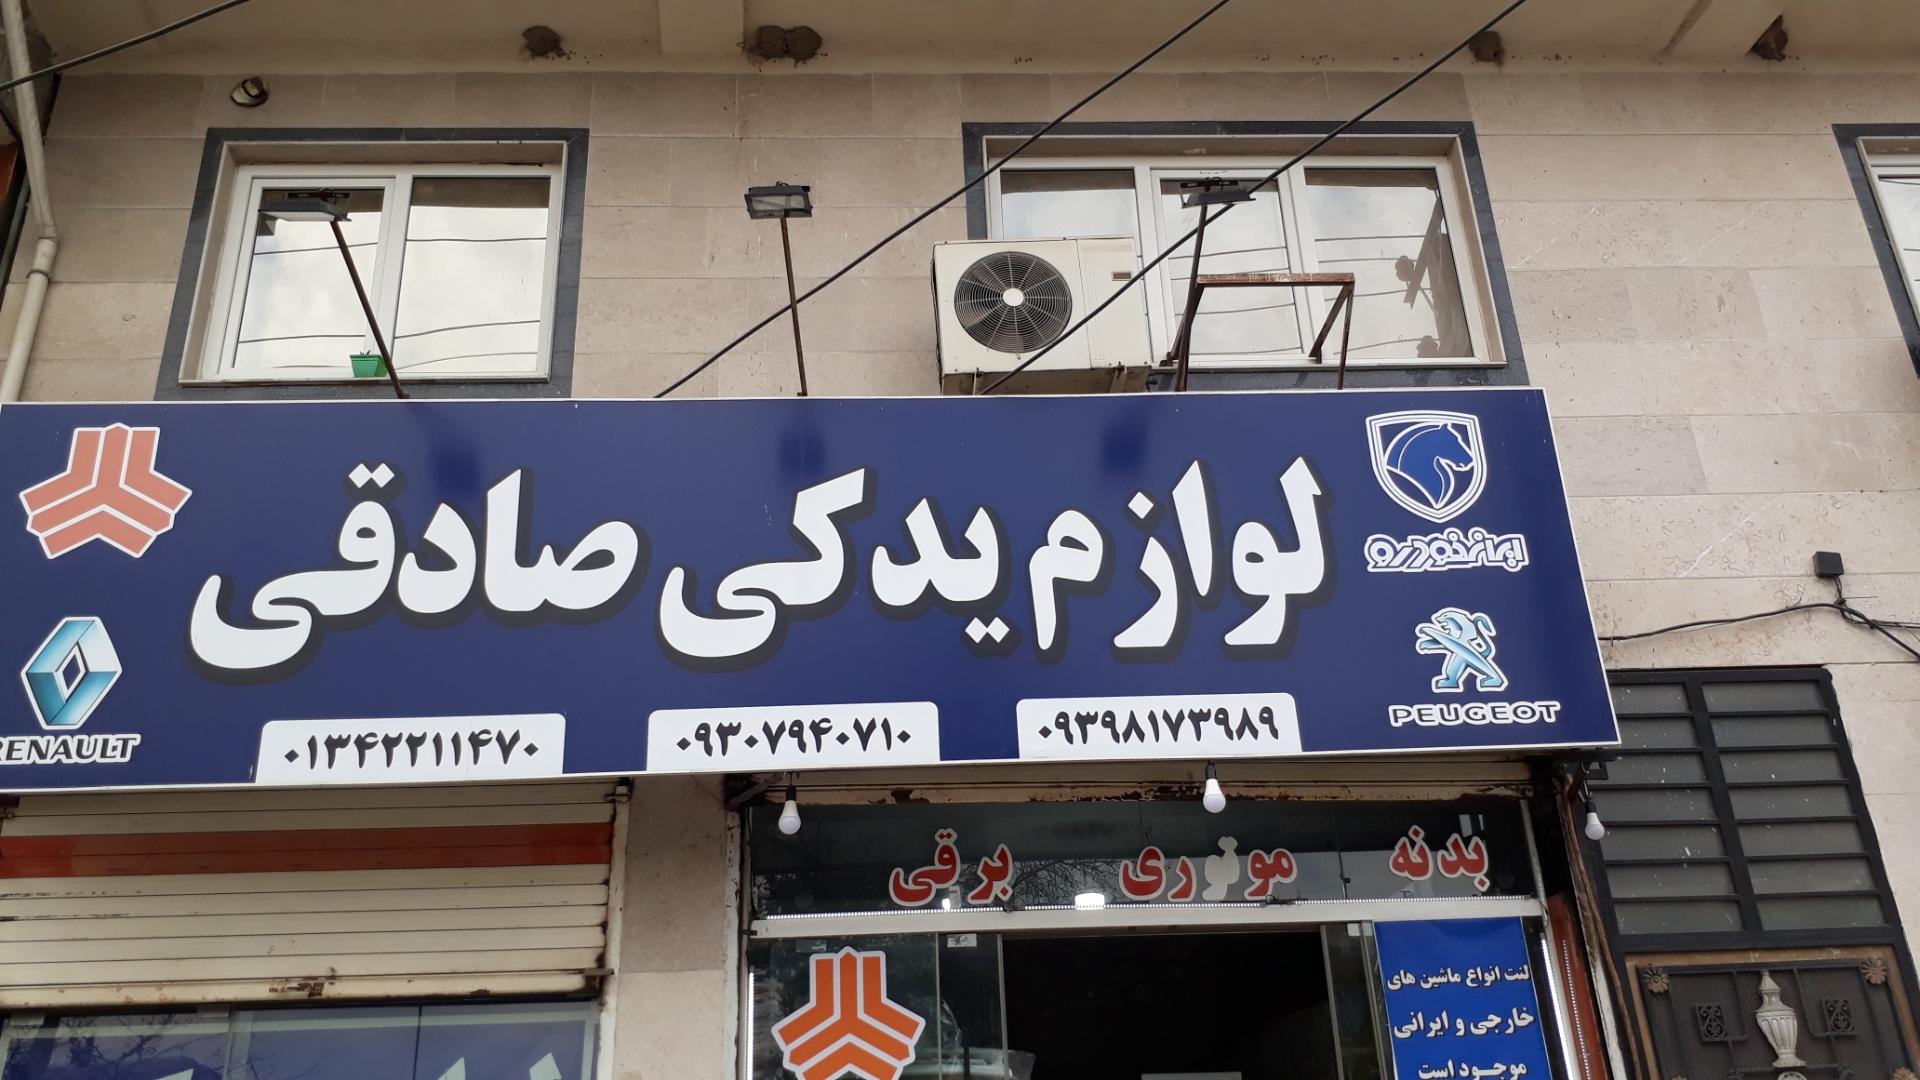 لوازم یدکی صادقی
ایران خودرو
PEUGEOT
RENAULT
۰۹۳۹۸۱۷۳۹۸۹
۰۹۳۰۷۹۴۰۷۱۰
۰۱۳۴۲۲۱۱۴۷۰
بدنه موتوری برقی
لنت انواع ماشین های
خارجی و ایرانی
موجود است